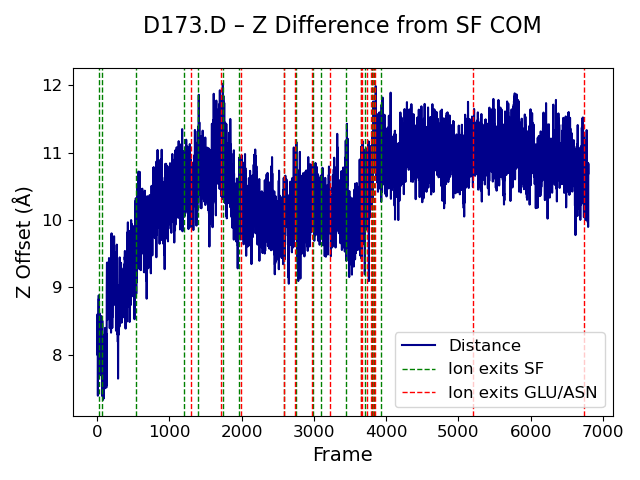 D173.D – Z Difference from SF COM
12
11
10
9
8
Z Offset (Å)
Distance
Ion exits SF
Ion exits GLU/ASN
0 1000 2000 3000 4000 5000 6000 7000
Frame